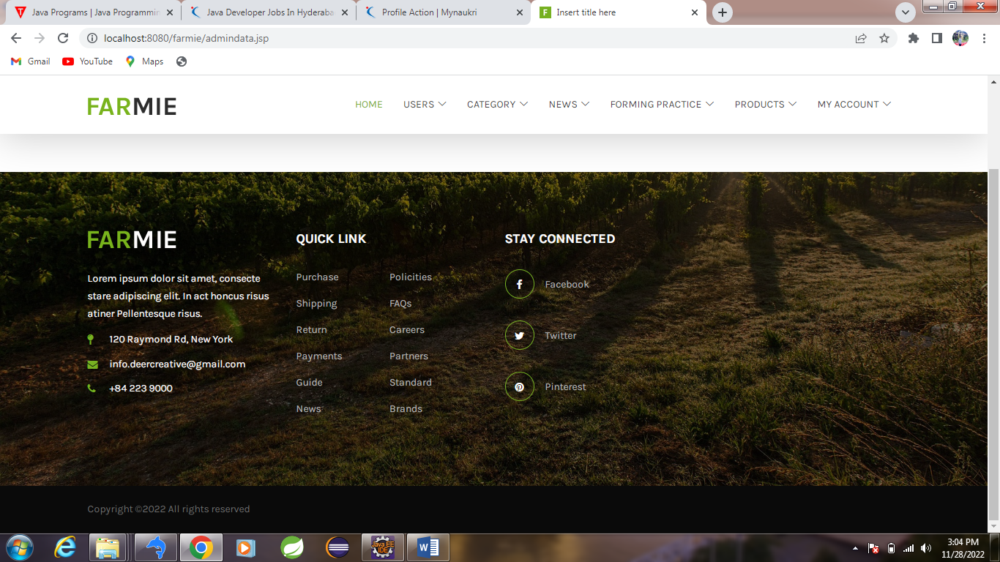 Java Programs | Java Programmin
Java Developer Jobs In Hyderaba
Profile Action | Mynaukri
F Insert title here
localhost:8080/farmie/admindata.jsp
Gmail YouTube Maps
FARMIE
HOME USERS CATEGORY NEWS FORMING PRACTICE PRODUCTS MY ACCOUNT
FARMIE
Lorem ipsum dolor sit amet, consecte
stare adipiscing elit. In act honcus risus
atiner Pellentesque risus.
120 Raymond Rd, New York
info.deercreative@gmail.com
+84 223 9000
QUICK LINK
Purchase Policities
Shipping FAQs
Return Careers
Payments Partners
Guide Standard
News Brands
STAY CONNECTED
Facebook
Twitter
Pinterest
Copyright ©2022 All rights reserved
Java EE
IDE
W
3:04 PM
11/28/2022